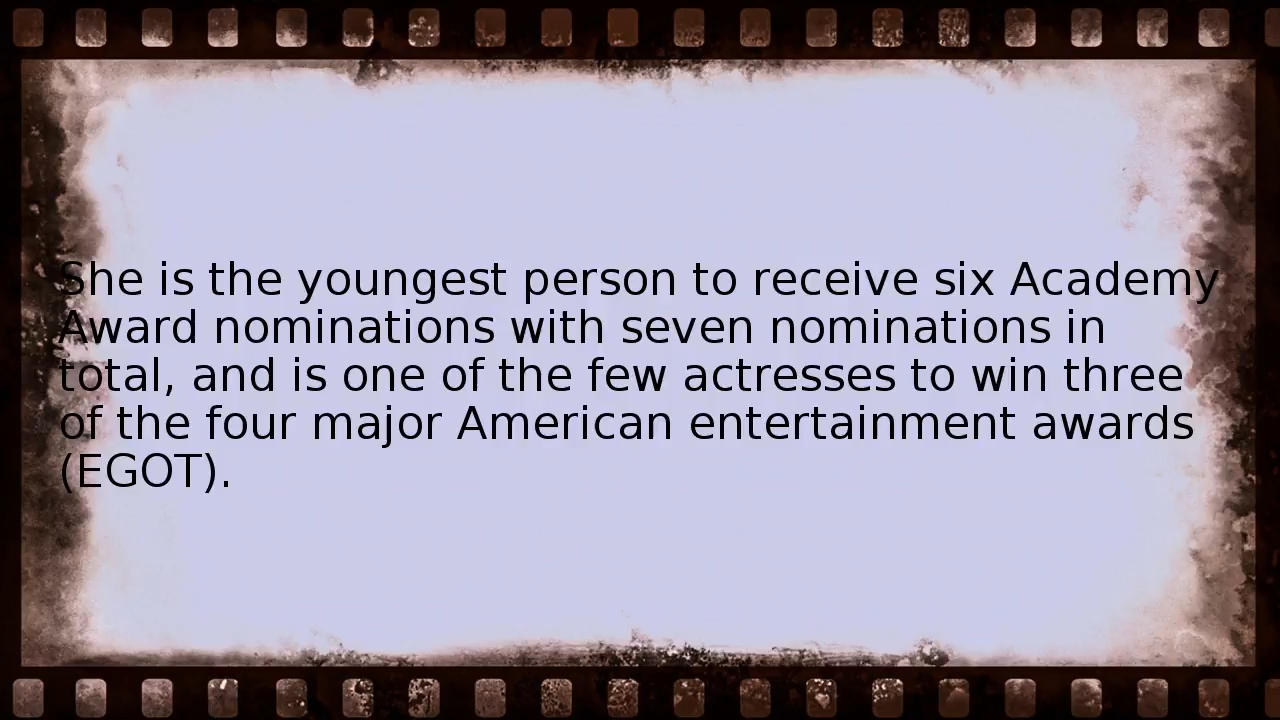 She is the youngest person to receive six Academy
Award nominations with seven nominations in
total, and is one of the few actresses to win three
of the four major American entertainment awards
(EGOT).